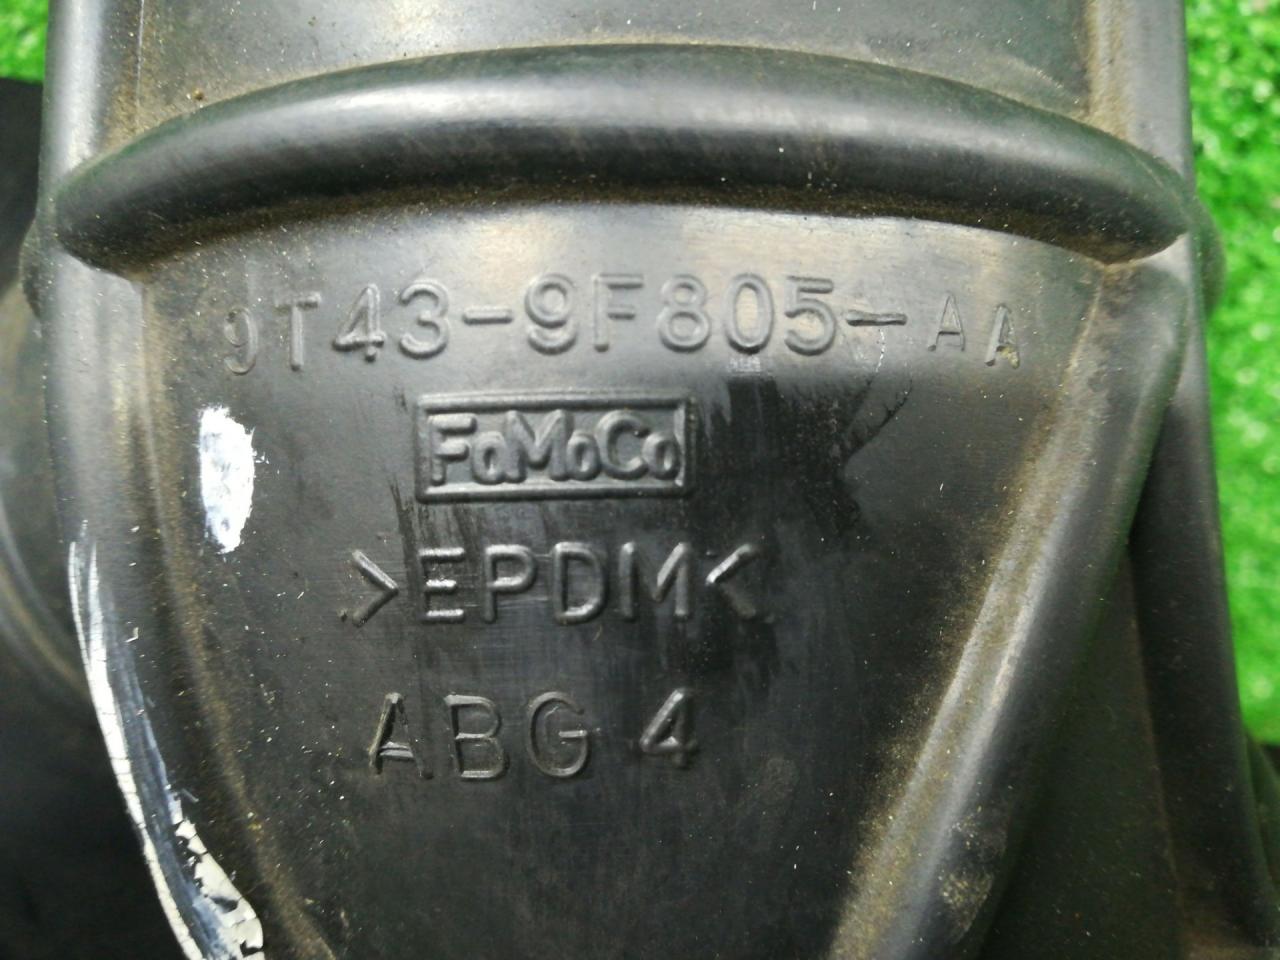 9T43-9F805-AA
FoMoCo
>EPDM<
ABG 4